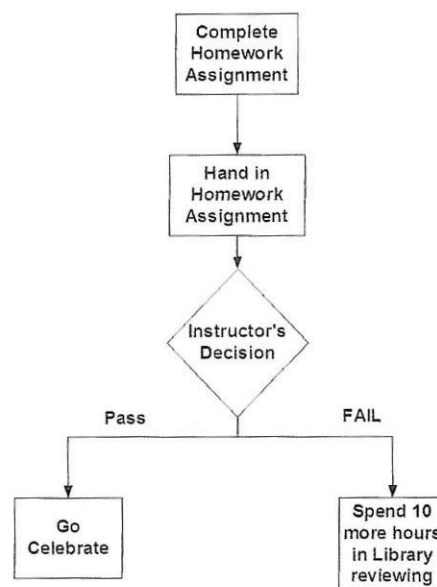 Complete
Homework
Assignment
Hand in
Homework
Assignment
Instructor's
Decision
Pass
FAIL
Go
Celebrate
Spend 10
more hours
in Library
reviewing